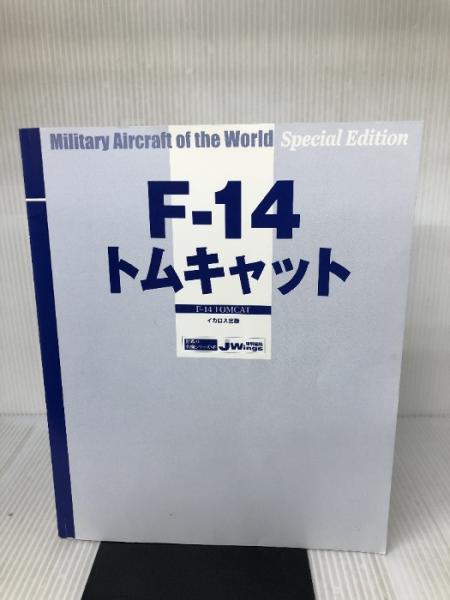 Military Aircraft of the World Special Edition
F-14
トムキャット
F-14 TOMCAT
イカロス出版
JWings